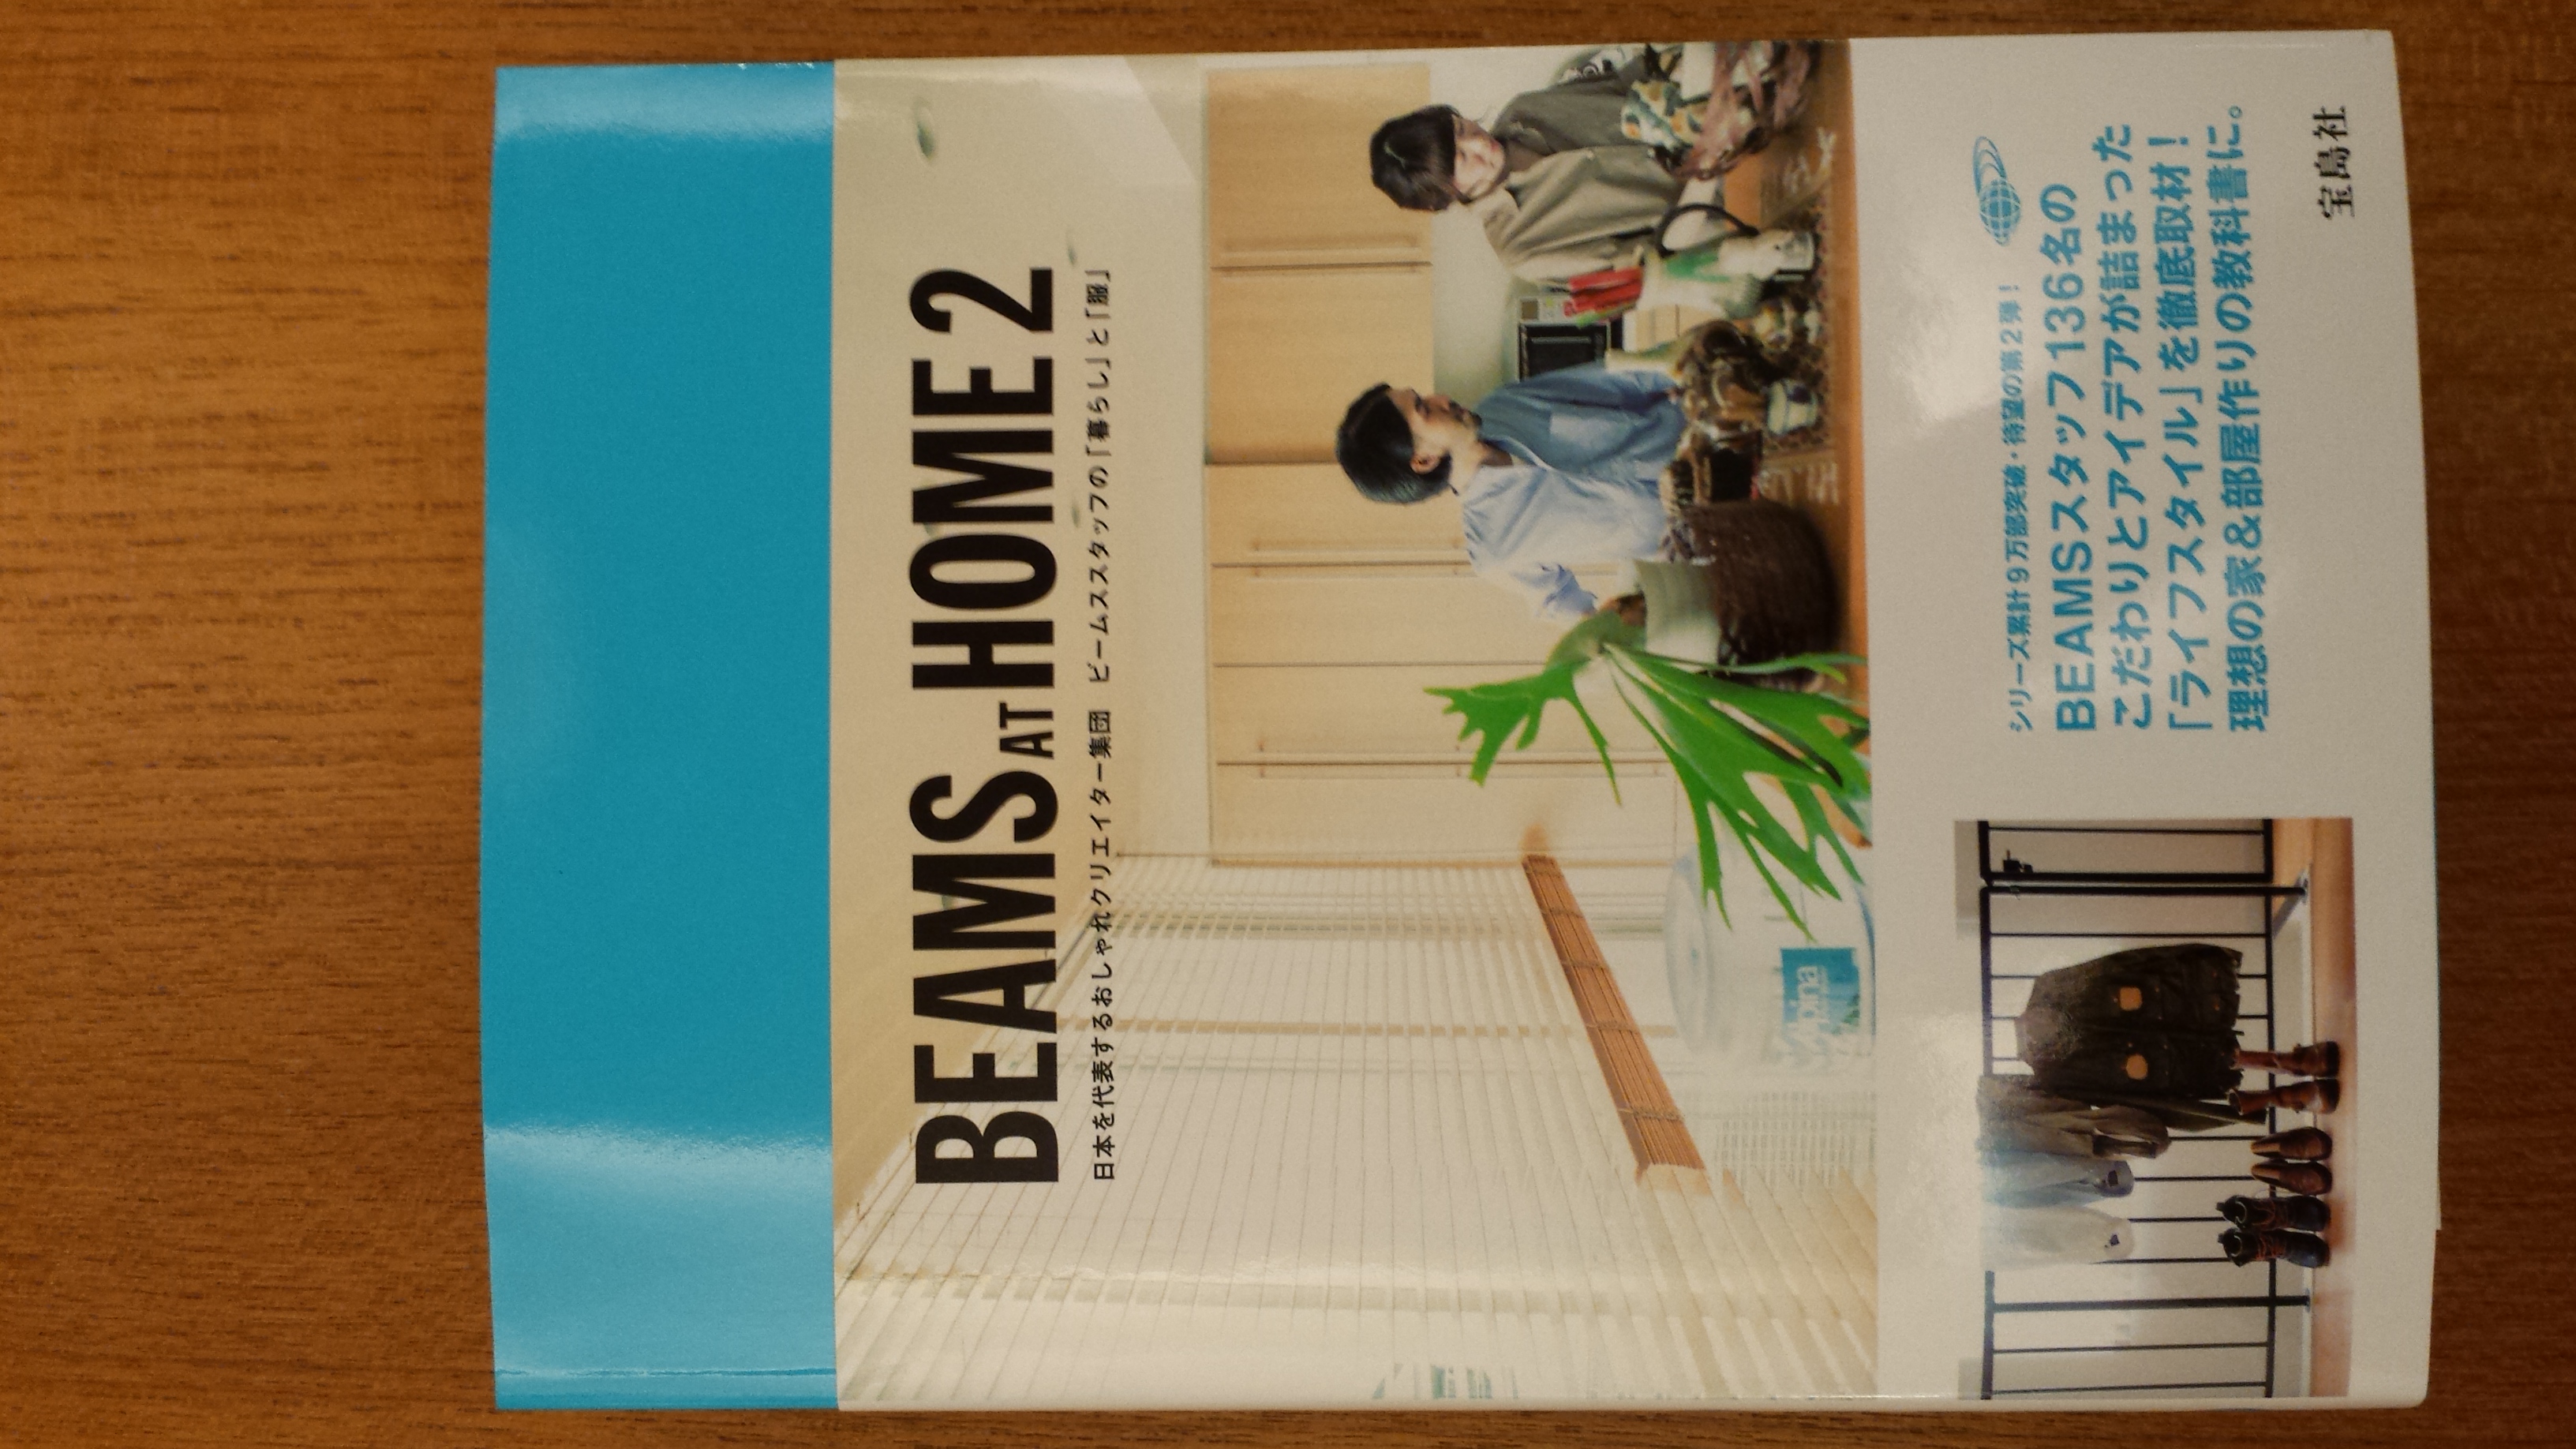 BEAMS AT HOME 2
日本を代表するおしゃれクリエイター集団 ビームススタッフの「暮らし」と「服」
シリーズ累計9万部突破・待望の第2弾!
BEAMSスタッフ136名の
こだわりとアイデアが詰まった
「ライフスタイル」を徹底取材!
理想の家&部屋作りの教科書に。
宝島社